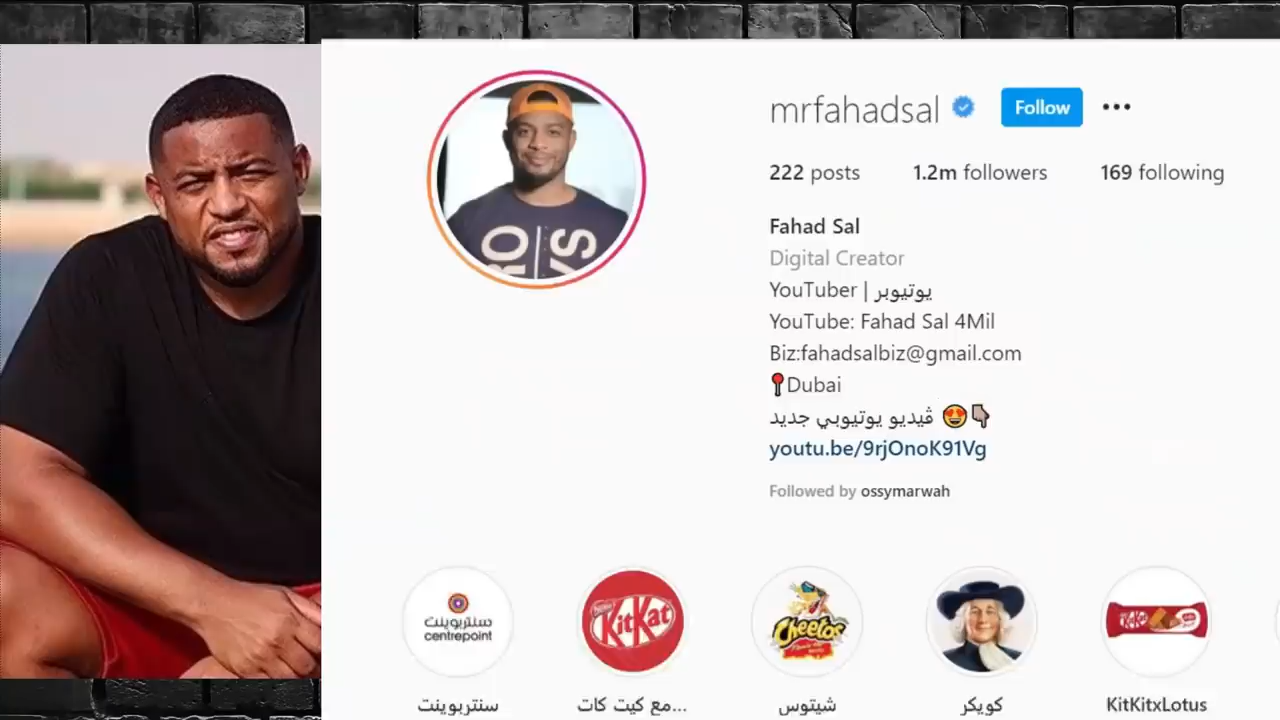 mrfahadsal Follow
222 posts 1.2m followers 169 following
Fahad Sal
Digital Creator
YouTuber | يوتيوبر
YouTube: Fahad Sal 4Mil
Biz:fahadsalbiz@gmail.com
📍Dubai
ڤيديو يوتيوبي جديد 😍👇🏽
youtu.be/9rjOnoK91Vg
Followed by ossymarwah
سنتربوينت
centrepoint
Nestle
KitKat
Cheetos
KitKat
سنتربوينت
مع كيت كات...
شيتوس
كويكر
KitKitxLotus